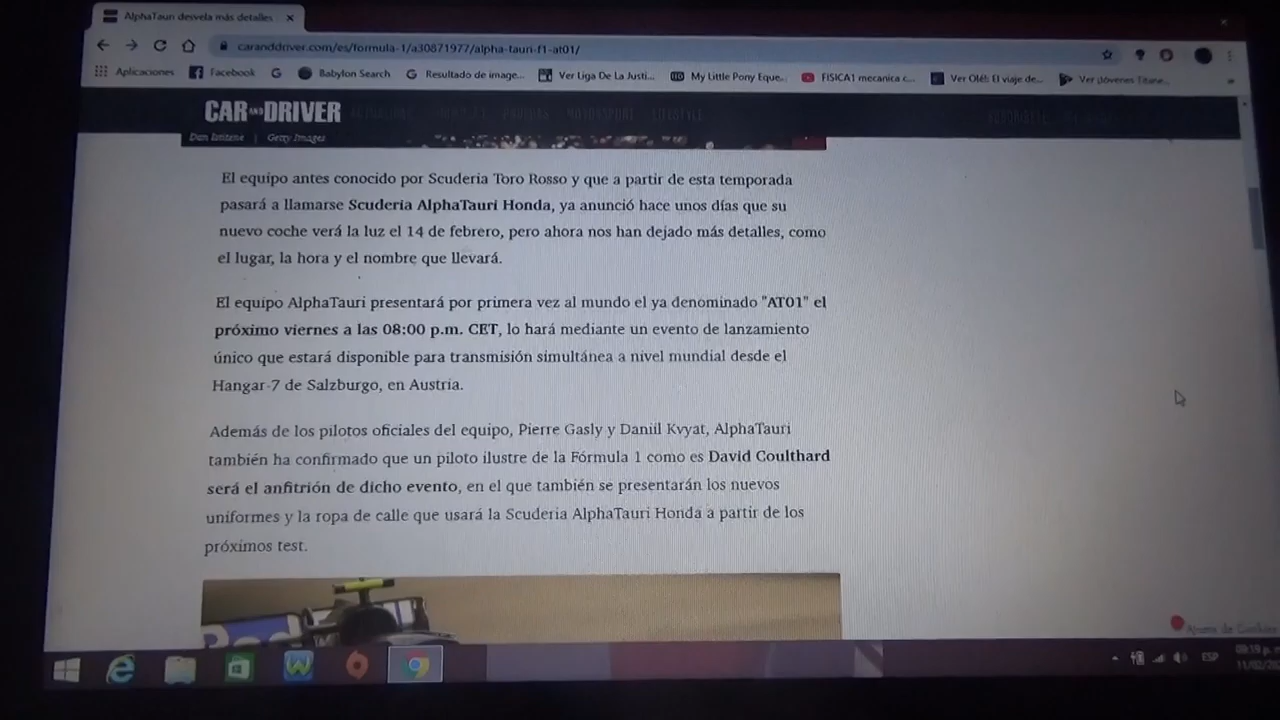 AlphaTauri desvela más detalles
caranddriver.com/es/formula-1/a30871977/alpha-tauri-f1-at01/
Aplicaciones
Facebook
Babylon Search
Resultado de image...
Ver Liga De La Justi...
My Little Pony Eque...
FISICA1 mecanica c...
Ver Olé!: El viaje de...
Ver Jóvenes Titane...
CAR AND DRIVER
MOTORSPORT LIFESTYLE
Dan Istitene | Getty Images
El equipo antes conocido por Scuderia Toro Rosso y que a partir de esta temporada
pasará a llamarse Scuderia AlphaTauri Honda, ya anunció hace unos días que su
nuevo coche verá la luz el 14 de febrero, pero ahora nos han dejado más detalles, como
el lugar, la hora y el nombre que llevará.
El equipo AlphaTauri presentará por primera vez al mundo el ya denominado "AT01" el
próximo viernes a las 08:00 p.m. CET, lo hará mediante un evento de lanzamiento
único que estará disponible para transmisión simultánea a nivel mundial desde el
Hangar-7 de Salzburgo, en Austria.
Además de los pilotos oficiales del equipo, Pierre Gasly y Daniil Kvyat, AlphaTauri
también ha confirmado que un piloto ilustre de la Fórmula 1 como es David Coulthard
será el anfitrión de dicho evento, en el que también se presentarán los nuevos
uniformes y la ropa de calle que usará la Scuderia AlphaTauri Honda a partir de los
próximos test.
ESP
08:19 p.
11/02/20